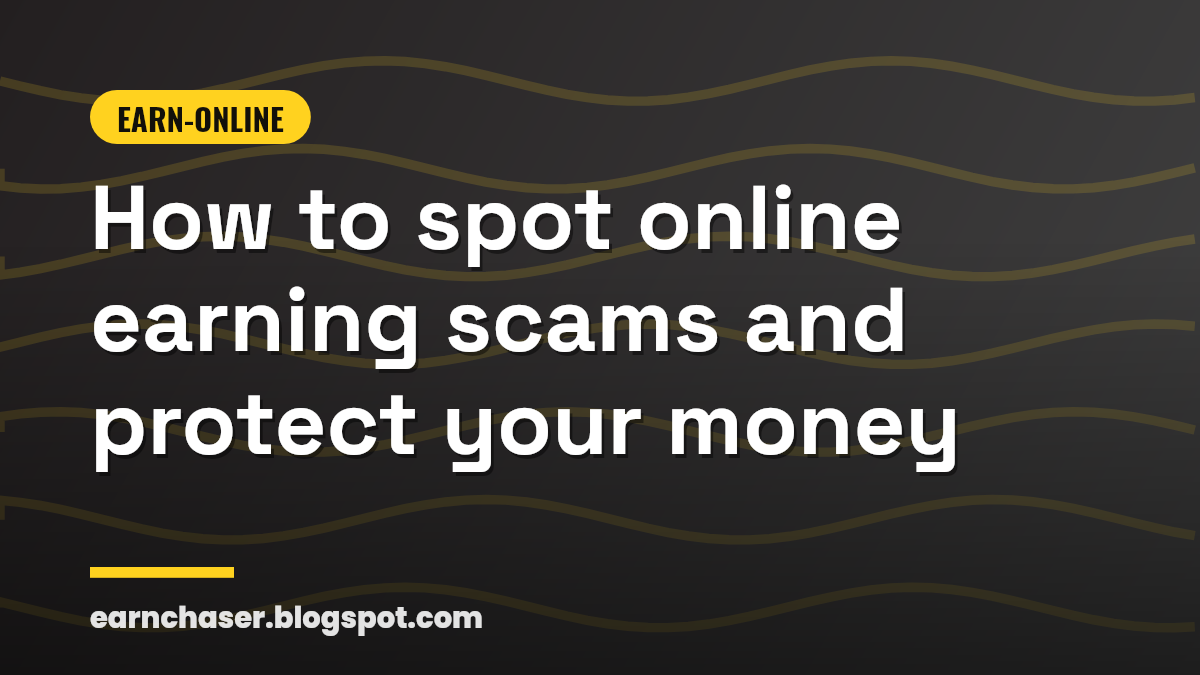 EARN-ONLINE
How to spot online
earning scams and
protect your money
earnchaser.blogspot.com